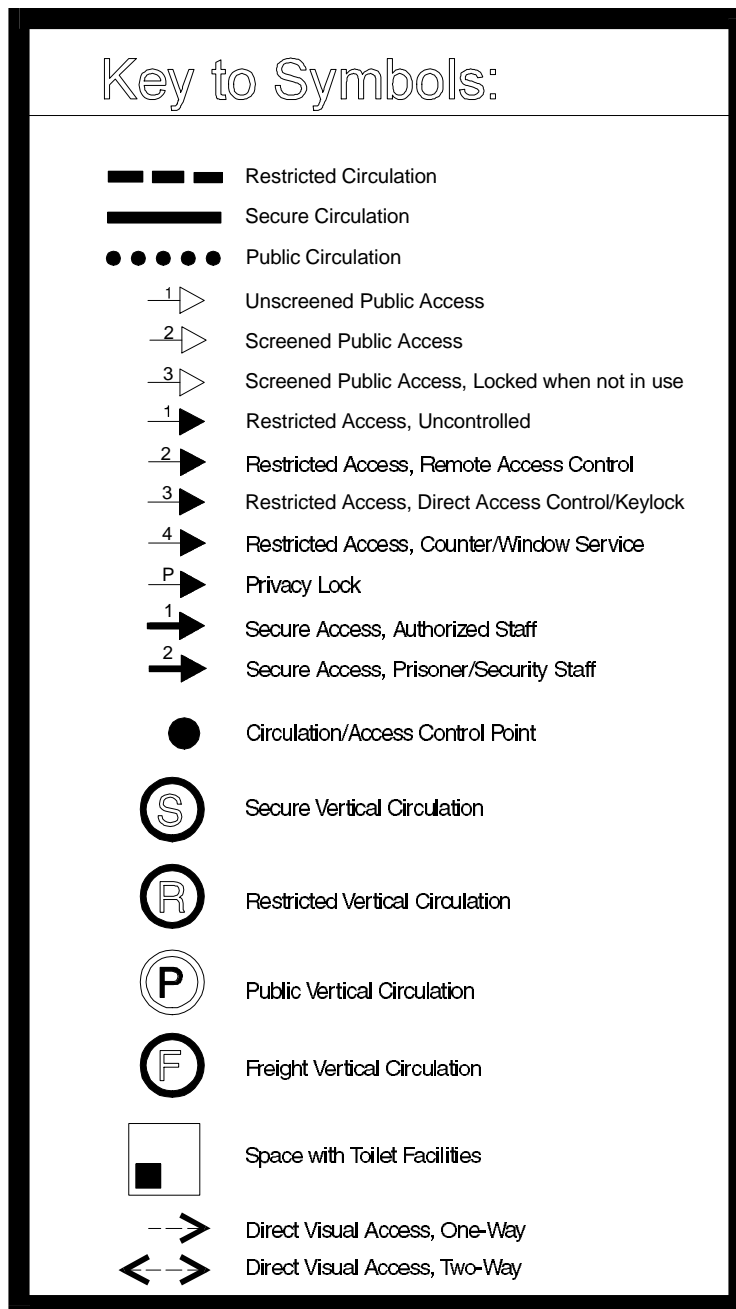 Key to Symbols:
Restricted Circulation
Secure Circulation
Public Circulation
1 Unscreened Public Access
2 Screened Public Access
3 Screened Public Access, Locked when not in use
1 Restricted Access, Uncontrolled
2 Restricted Access, Remote Access Control
3 Restricted Access, Direct Access Control/Keylock
4 Restricted Access, Counter/Window Service
P Privacy Lock
1 Secure Access, Authorized Staff
2 Secure Access, Prisoner/Security Staff
Circulation/Access Control Point
S Secure Vertical Circulation
R Restricted Vertical Circulation
P Public Vertical Circulation
F Freight Vertical Circulation
Space with Toilet Facilities
Direct Visual Access, One-Way
Direct Visual Access, Two-Way